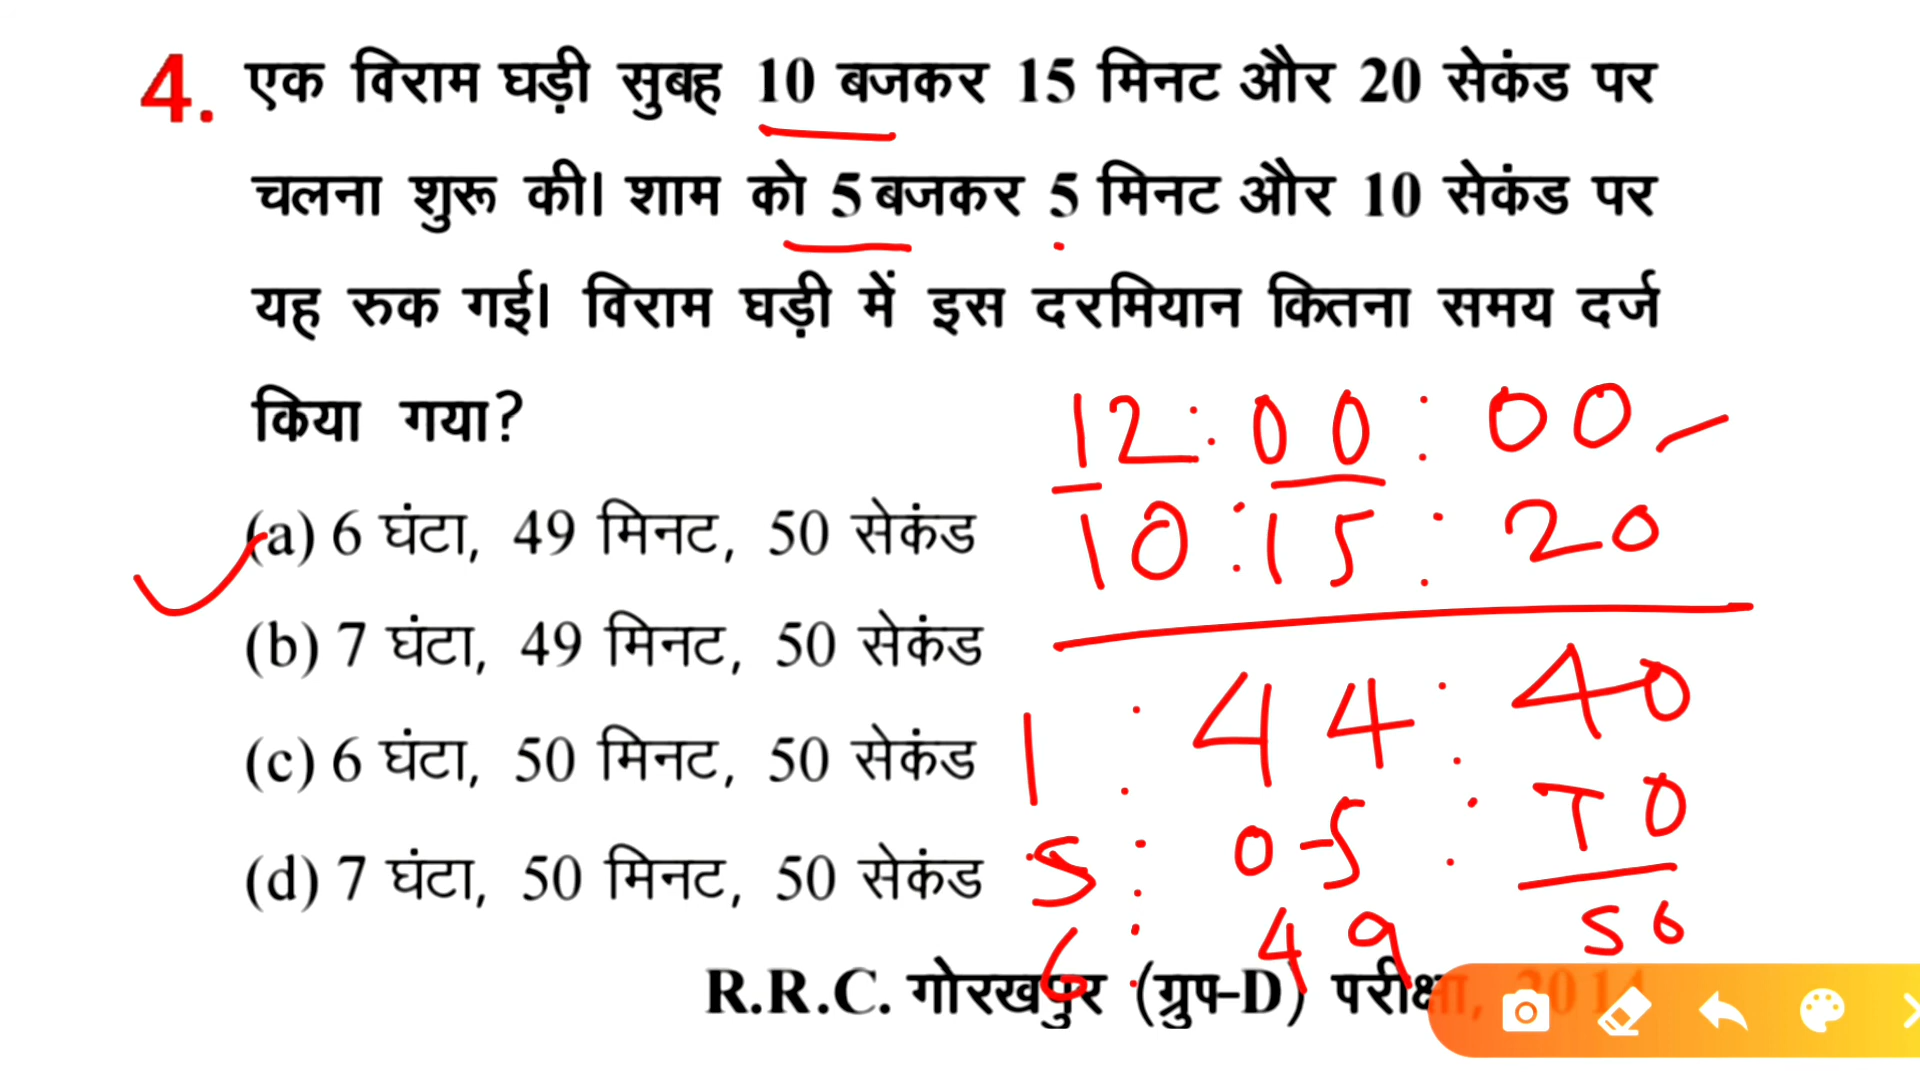 4. एक विराम घड़ी सुबह 10 बजकर 15 मिनट और 20 सेकंड पर
चलना शुरू की। शाम को 5 बजकर 5 मिनट और 10 सेकंड पर
यह रुक गई। विराम घड़ी में इस दरमियान कितना समय दर्ज
किया गया?
(a) 6 घंटा, 49 मिनट, 50 सेकंड
(b) 7 घंटा, 49 मिनट, 50 सेकंड
(c) 6 घंटा, 50 मिनट, 50 सेकंड
(d) 7 घंटा, 50 मिनट, 50 सेकंड
12:00:00
10:15:20
1:44:40
5:05:10
6:49:50
R.R.C. गोरखपुर (ग्रुप-D) परीक्षा, 2014